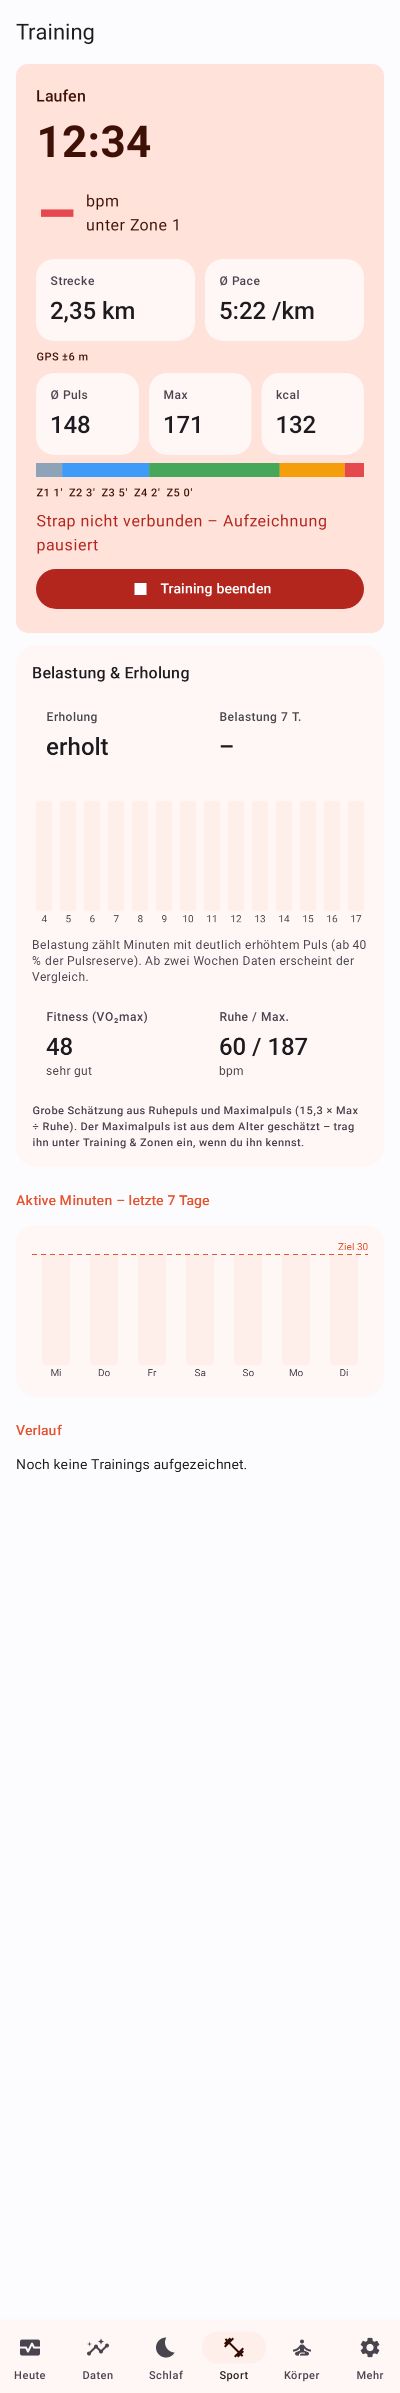 Training
Laufen
12:34
– bpm
unter Zone 1
Strecke
2,35 km
Ø Pace
5:22 /km
GPS ±6 m
Ø Puls
148
Max
171
kcal
132
Z1 1' Z2 3' Z3 5' Z4 2' Z5 0'
Strap nicht verbunden – Aufzeichnung
pausiert
Training beenden
Belastung & Erholung
Erholung
erholt
Belastung 7 T.
–
4 5 6 7 8 9 10 11 12 13 14 15 16 17
Belastung zählt Minuten mit deutlich erhöhtem Puls (ab 40
% der Pulsreserve). Ab zwei Wochen Daten erscheint der
Vergleich.
Fitness (VO₂max)
48
sehr gut
Ruhe / Max.
60 / 187
bpm
Grobe Schätzung aus Ruhepuls und Maximalpuls (15,3 × Max
÷ Ruhe). Der Maximalpuls ist aus dem Alter geschätzt – trag
ihn unter Training & Zonen ein, wenn du ihn kennst.
Aktive Minuten – letzte 7 Tage
Ziel 30
Mi Do Fr Sa So Mo Di
Verlauf
Noch keine Trainings aufgezeichnet.
Heute Daten Schlaf Sport Körper Mehr